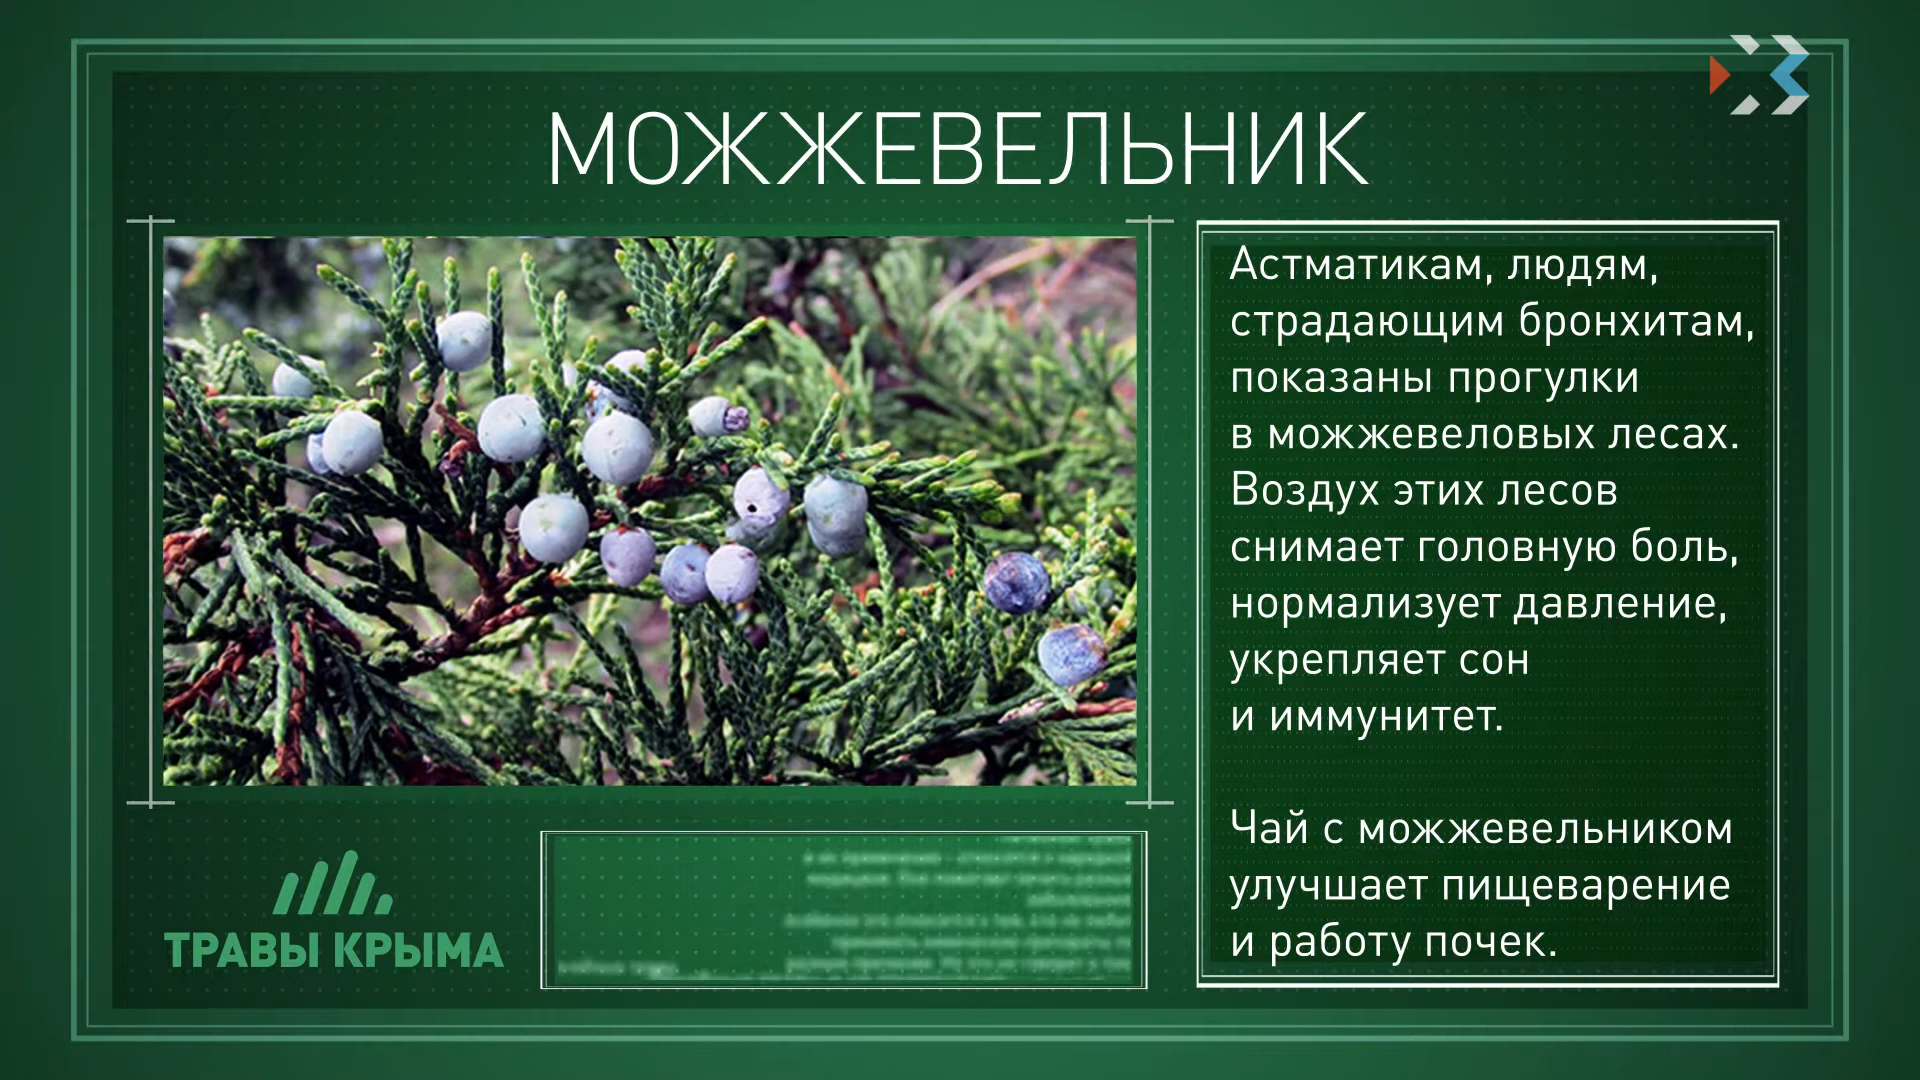 МОЖЖЕВЕЛЬНИК
Астматикам, людям,
страдающим бронхитам,
показаны прогулки
в можжевеловых лесах.
Воздух этих лесов
снимает головную боль,
нормализует давление,
укрепляет сон
и иммунитет.
Чай с можжевельником
улучшает пищеварение
и работу почек.
ТРАВЫ КРЫМА